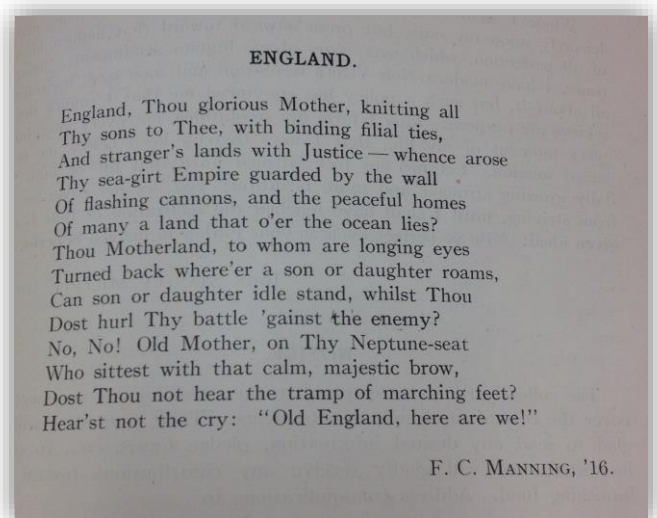 ENGLAND.
England, Thou glorious Mother, knitting all
Thy sons to Thee, with binding filial ties,
And stranger's lands with Justice — whence arose
Thy sea-girt Empire guarded by the wall
Of flashing cannons, and the peaceful homes
Of many a land that o'er the ocean lies?
Thou Motherland, to whom are longing eyes
Turned back where'er a son or daughter roams,
Can son or daughter idle stand, whilst Thou
Dost hurl Thy battle 'gainst the enemy?
No, No! Old Mother, on Thy Neptune-seat
Who sittest with that calm, majestic brow,
Dost Thou not hear the tramp of marching feet?
Hear'st not the cry: "Old England, here are we!"
F. C. MANNING, '16.